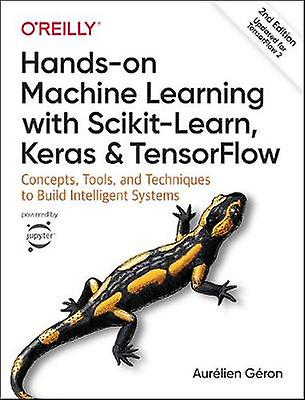 O'REILLY®
2nd Edition
Updated for
TensorFlow 2
Hands-on
Machine Learning
with Scikit-Learn,
Keras & TensorFlow
Concepts, Tools, and Techniques
to Build Intelligent Systems
powered by
jupyter
Aurélien Géron